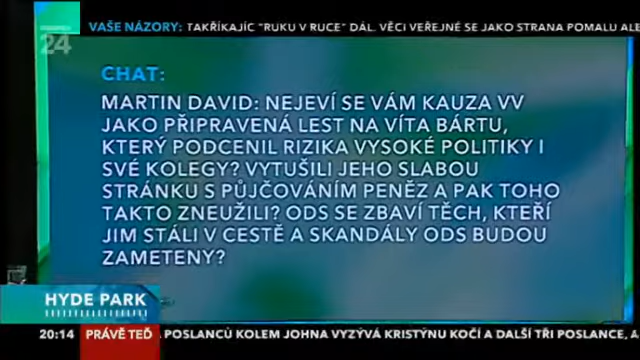 VAŠE NÁZORY: TAKŘÍKAJÍC "RUKU V RUCE" DÁL. VĚCI VEŘEJNÉ SE JAKO STRANA POMALU ALE
24
CHAT:
MARTIN DAVID: NEJEVÍ SE VÁM KAUZA VV
JAKO PŘIPRAVENÁ LEST NA VÍTA BÁRTU,
KTERÝ PODCENIL RIZIKA VYSOKÉ POLITIKY I
SVÉ KOLEGY? VYTUŠILI JEHO SLABOU
STRÁNKU S PŮJČOVÁNÍM PENĚZ A PAK TOHO
TAKTO ZNEUŽILI? ODS SE ZBAVÍ TĚCH, KTEŘÍ
JIM STÁLI V CESTĚ A SKANDÁLY ODS BUDOU
ZAMETENY?
HYDE PARK
20:14 PRÁVĚ TEĎ A POSLANCŮ KOLEM JOHNA VYZÝVÁ KRISTÝNU KOČÍ A DALŠÍ TŘI POSLANCE, A